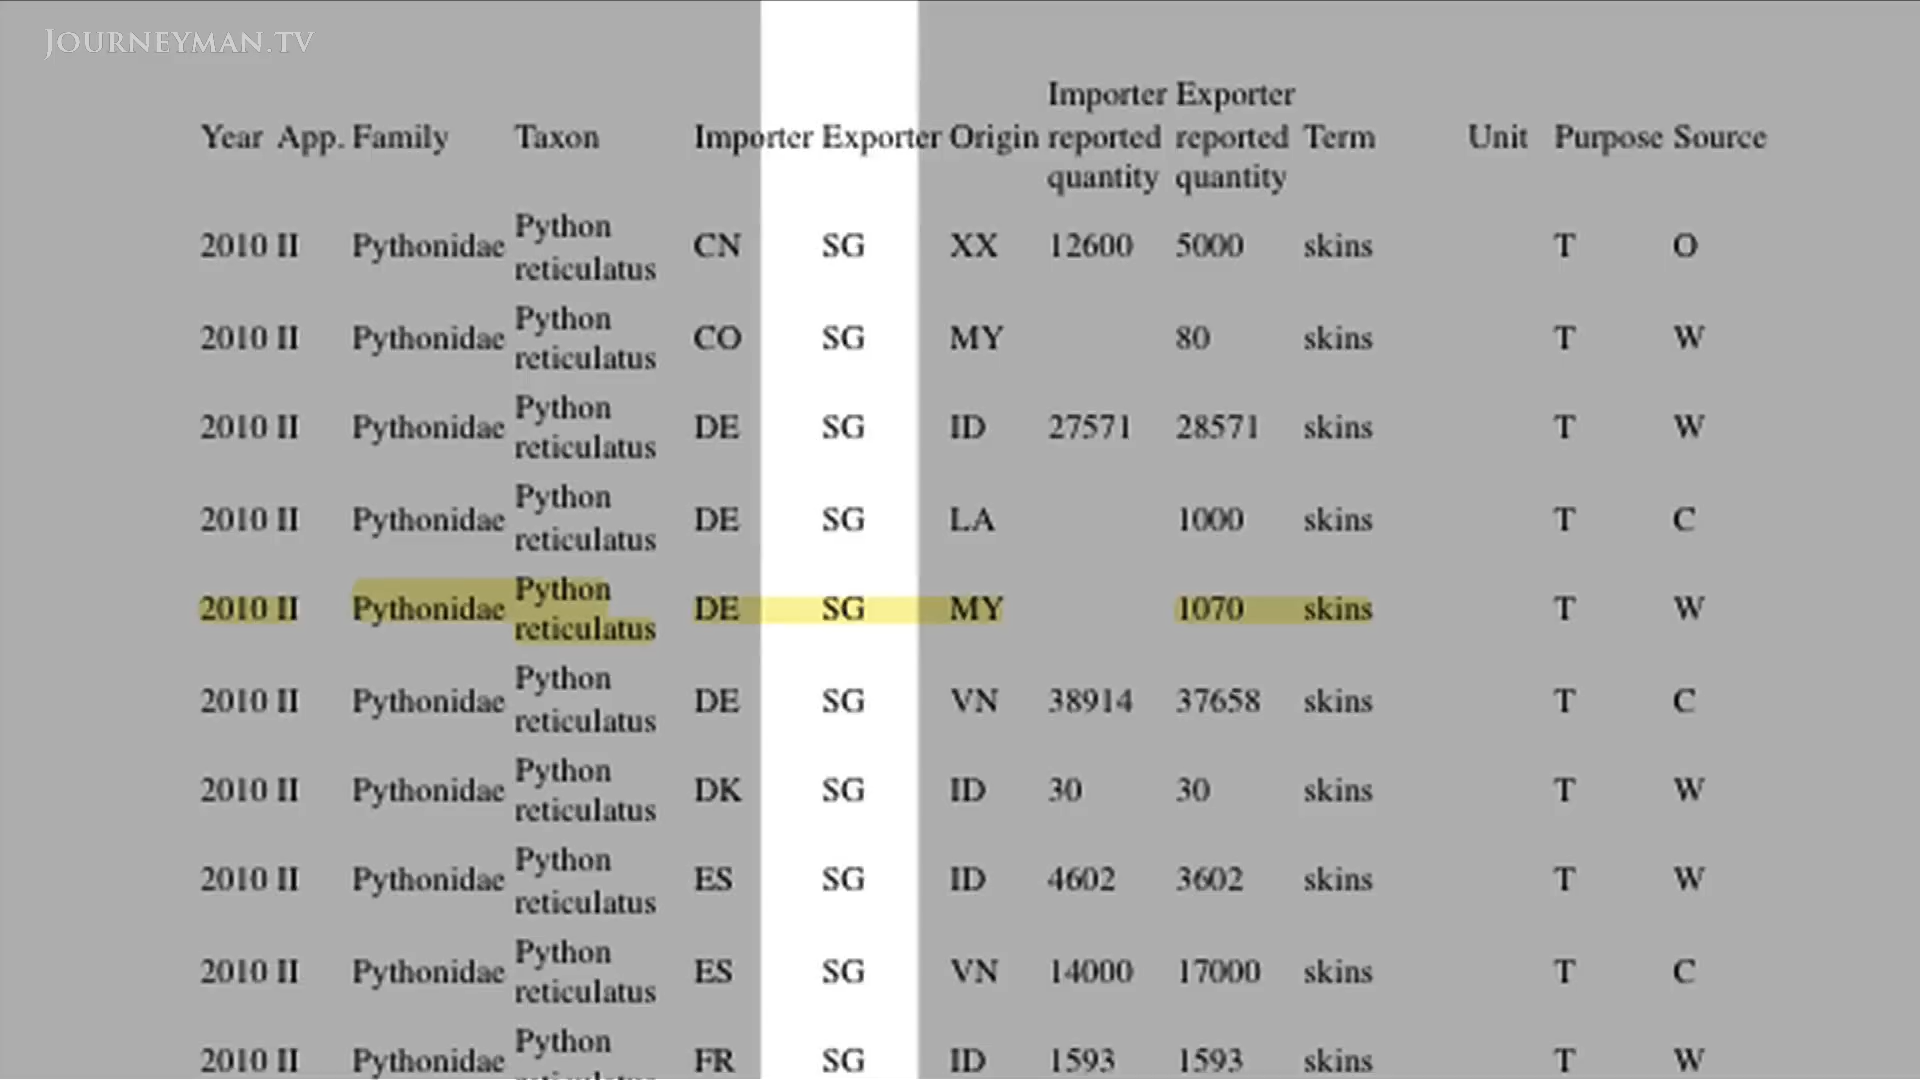 JOURNEYMAN.TV
Importer Exporter
Year App. Family Taxon Importer Exporter Origin reported reported Term Unit Purpose Source
quantity quantity
Python
2010 II Pythonidae CN SG XX 12600 5000 skins T O
reticulatus
Python
2010 II Pythonidae CO SG MY 80 skins T W
reticulatus
Python
2010 II Pythonidae DE SG ID 27571 28571 skins T W
reticulatus
Python
2010 II Pythonidae DE SG LA 1000 skins T C
reticulatus
Python
2010 II Pythonidae DE SG MY 1070 skins T W
reticulatus
Python
2010 II Pythonidae DE SG VN 38914 37658 skins T C
reticulatus
Python
2010 II Pythonidae DK SG ID 30 30 skins T W
reticulatus
Python
2010 II Pythonidae ES SG ID 4602 3602 skins T W
reticulatus
Python
2010 II Pythonidae ES SG VN 14000 17000 skins T C
reticulatus
Python
2010 II Pythonidae FR SG ID 1593 1593 skins T W